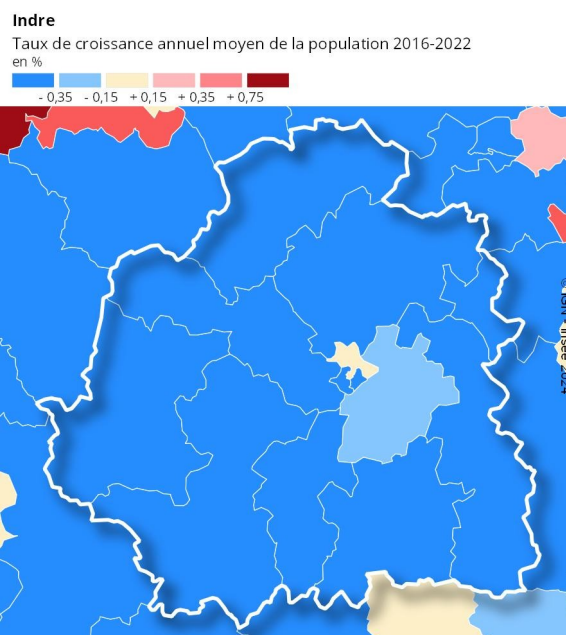 Indre
Taux de croissance annuel moyen de la population 2016-2022
en %
- 0,35 - 0,15 + 0,15 + 0,35 + 0,75
© IGN - Insee 2024